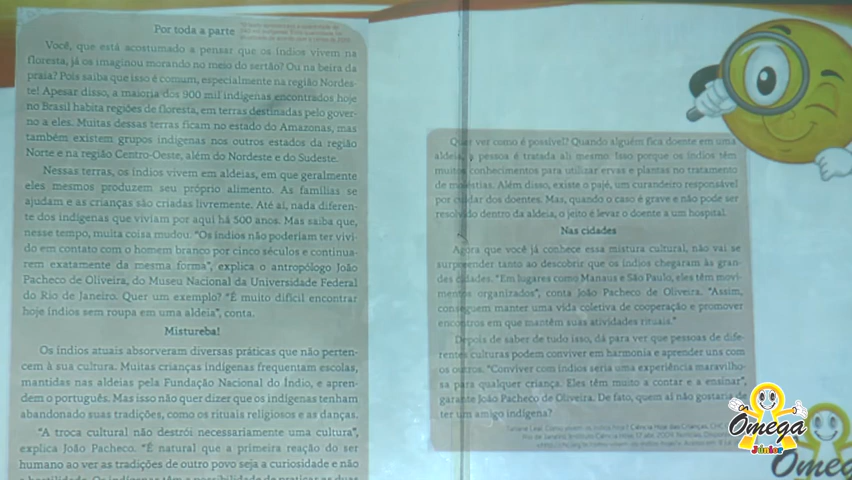 Por toda a parte
Você, que está acostumado a pensar que os índios vivem na
floresta, já os imaginou morando no meio do sertão? Ou na beira da
praia? Pois saiba que isso é comum, especialmente na região Nordes-
te! Apesar disso, a maioria dos 900 mil indígenas encontrados hoje
no Brasil habita regiões de floresta, em terras destinadas pelo gover-
no a eles. Muitas dessas terras ficam no estado do Amazonas, mas
também existem grupos indígenas nos outros estados da região
Norte e na região Centro-Oeste, além do Nordeste e do Sudeste.
Nessas terras, os índios vivem em aldeias, em que geralmente
eles mesmos produzem seu próprio alimento. As famílias se
ajudam e as crianças são criadas livremente. Até aí, nada diferen-
te dos indígenas que viviam por aqui há 500 anos. Mas saiba que,
nesse tempo, muita coisa mudou. "Os índios não poderiam ter vivi-
do em contato com o homem branco por cinco séculos e continua-
rem exatamente da mesma forma", explica o antropólogo João
Pacheco de Oliveira, do Museu Nacional da Universidade Federal
do Rio de Janeiro. Quer um exemplo? "É muito difícil encontrar
hoje índios sem roupa em uma aldeia", conta.
Mistureba!
Os índios atuais absorveram diversas práticas que não perten-
cem à sua cultura. Muitas crianças indígenas frequentam escolas,
mantidas nas aldeias pela Fundação Nacional do Índio, e apren-
dem o português. Mas isso não quer dizer que os indígenas tenham
abandonado suas tradições, como os rituais religiosos e as danças.
"A troca cultural não destrói necessariamente uma cultura",
explica João Pacheco. "É natural que a primeira reação do ser
humano ao ver as tradições de outro povo seja a curiosidade e não
a hostilidade. Os indígenas têm a possibilidade de praticar as duas
Quer ver como é possível? Quando alguém fica doente em uma
aldeia, a pessoa é tratada ali mesmo. Isso porque os índios têm
muitos conhecimentos para utilizar ervas e plantas no tratamento
de moléstias. Além disso, existe o pajé, um curandeiro responsável
por cuidar dos doentes. Mas, quando o caso é grave e não pode ser
resolvido dentro da aldeia, o jeito é levar o doente a um hospital.
Nas cidades
Agora que você já conhece essa mistura cultural, não vai se
surpreender tanto ao descobrir que os índios chegaram às gran-
des cidades. "Em lugares como Manaus e São Paulo, eles têm movi-
mentos organizados", conta João Pacheco de Oliveira. "Assim,
conseguem manter uma vida coletiva de cooperação e promover
encontros em que mantêm suas atividades rituais."
Depois de saber de tudo isso, dá para ver que pessoas de dife-
rentes culturas podem conviver em harmonia e aprender uns com
os outros. "Conviver com índios seria uma experiência maravilho-
sa para qualquer criança. Eles têm muito a contar e a ensinar",
garante João Pacheco de Oliveira. De fato, quem aí não gostaria de
ter um amigo indígena?
Ômega
Júnior
Ômega